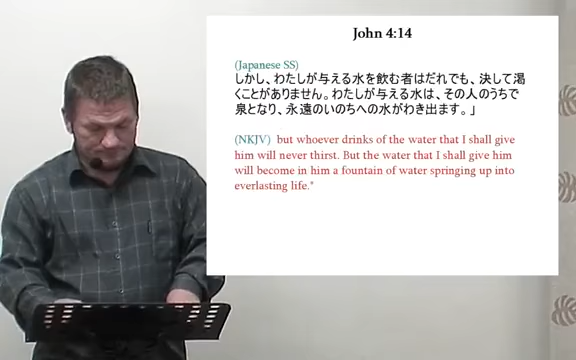 John 4:14
(Japanese SS)
しかし、わたしが与える水を飲む者はだれでも、決して渇
くことがありません。わたしが与える水は、その人のうちで
泉となり、永遠のいのちへの水がわき出ます。」
(NKJV) but whoever drinks of the water that I shall give
him will never thirst. But the water that I shall give him
will become in him a fountain of water springing up into
everlasting life."